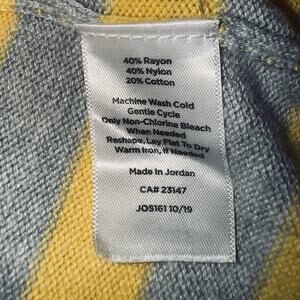 40% Rayon
40% Nylon
20% Cotton
Machine Wash Cold
Gentle Cycle
Only Non-Chlorine Bleach
When Needed
Reshape, Lay Flat To Dry
Warm Iron, If Needed
Made In Jordan
CA# 23147
JO5161 10/19